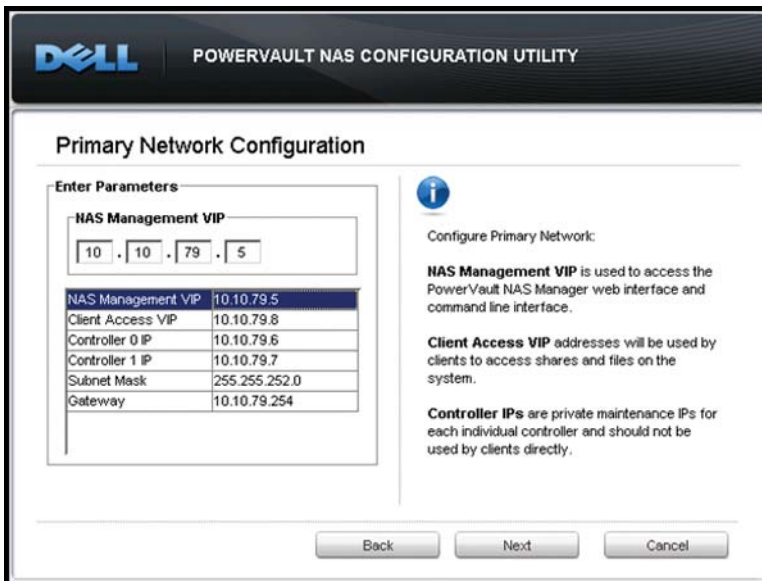 DELL POWERVAULT NAS CONFIGURATION UTILITY
Primary Network Configuration
Enter Parameters
NAS Management VIP
10 . 10 . 79 . 5
NAS Management VIP 10.10.79.5
Client Access VIP 10.10.79.8
Controller 0 IP 10.10.79.6
Controller 1 IP 10.10.79.7
Subnet Mask 255.255.252.0
Gateway 10.10.79.254
i
Configure Primary Network:
NAS Management VIP is used to access the
PowerVault NAS Manager web interface and
command line interface.
Client Access VIP addresses will be used by
clients to access shares and files on the
system.
Controller IPs are private maintenance IPs for
each individual controller and should not be
used by clients directly.
Back Next Cancel